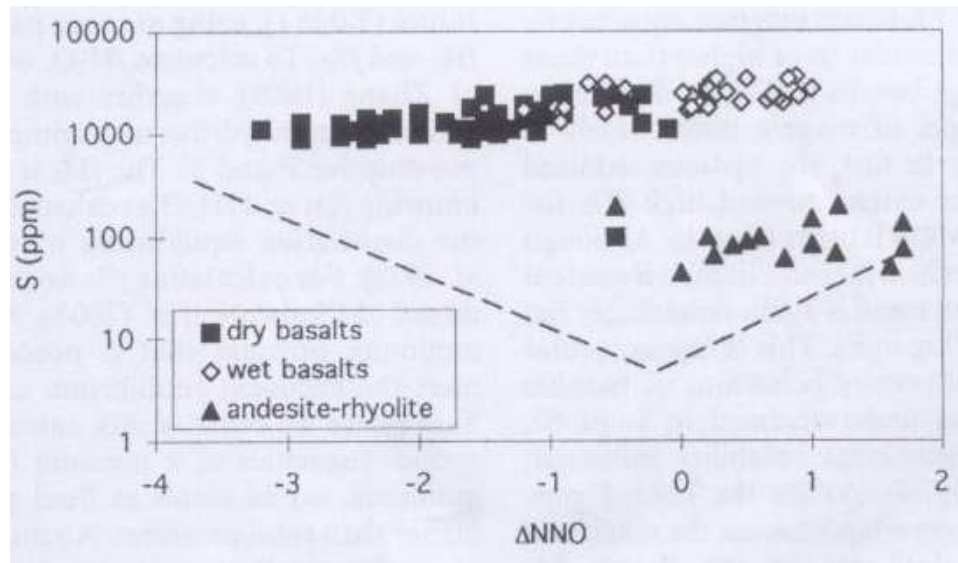 10000
1000
100
10
1
S (ppm)
dry basalts
wet basalts
andesite-rhyolite
-4
-3
-2
-1
0
1
2
ΔNNO